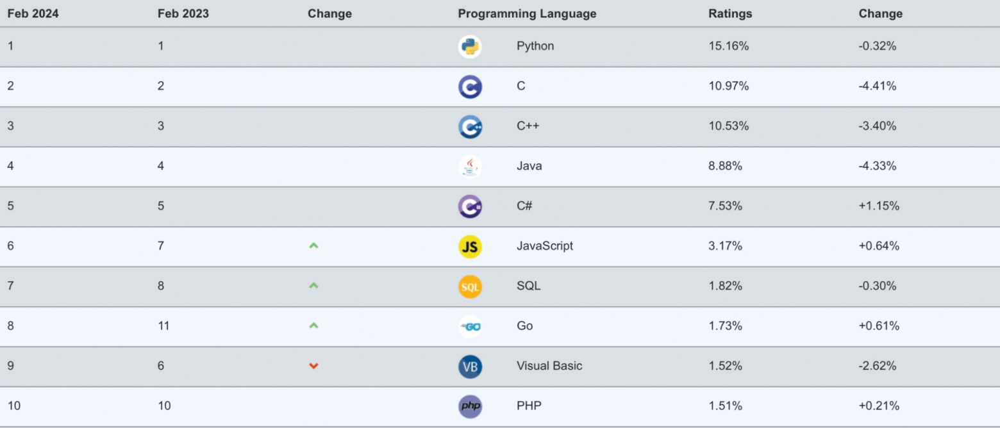 Feb 2024 Feb 2023 Change Programming Language Ratings Change
1 1 Python 15.16% -0.32%
2 2 C C 10.97% -4.41%
3 3 C++ C++ 10.53% -3.40%
4 4 Java Java 8.88% -4.33%
5 5 C C# 7.53% +1.15%
6 7 JS JavaScript 3.17% +0.64%
7 8 SQL SQL 1.82% -0.30%
8 11 GO Go 1.73% +0.61%
9 6 VB Visual Basic 1.52% -2.62%
10 10 php PHP 1.51% +0.21%